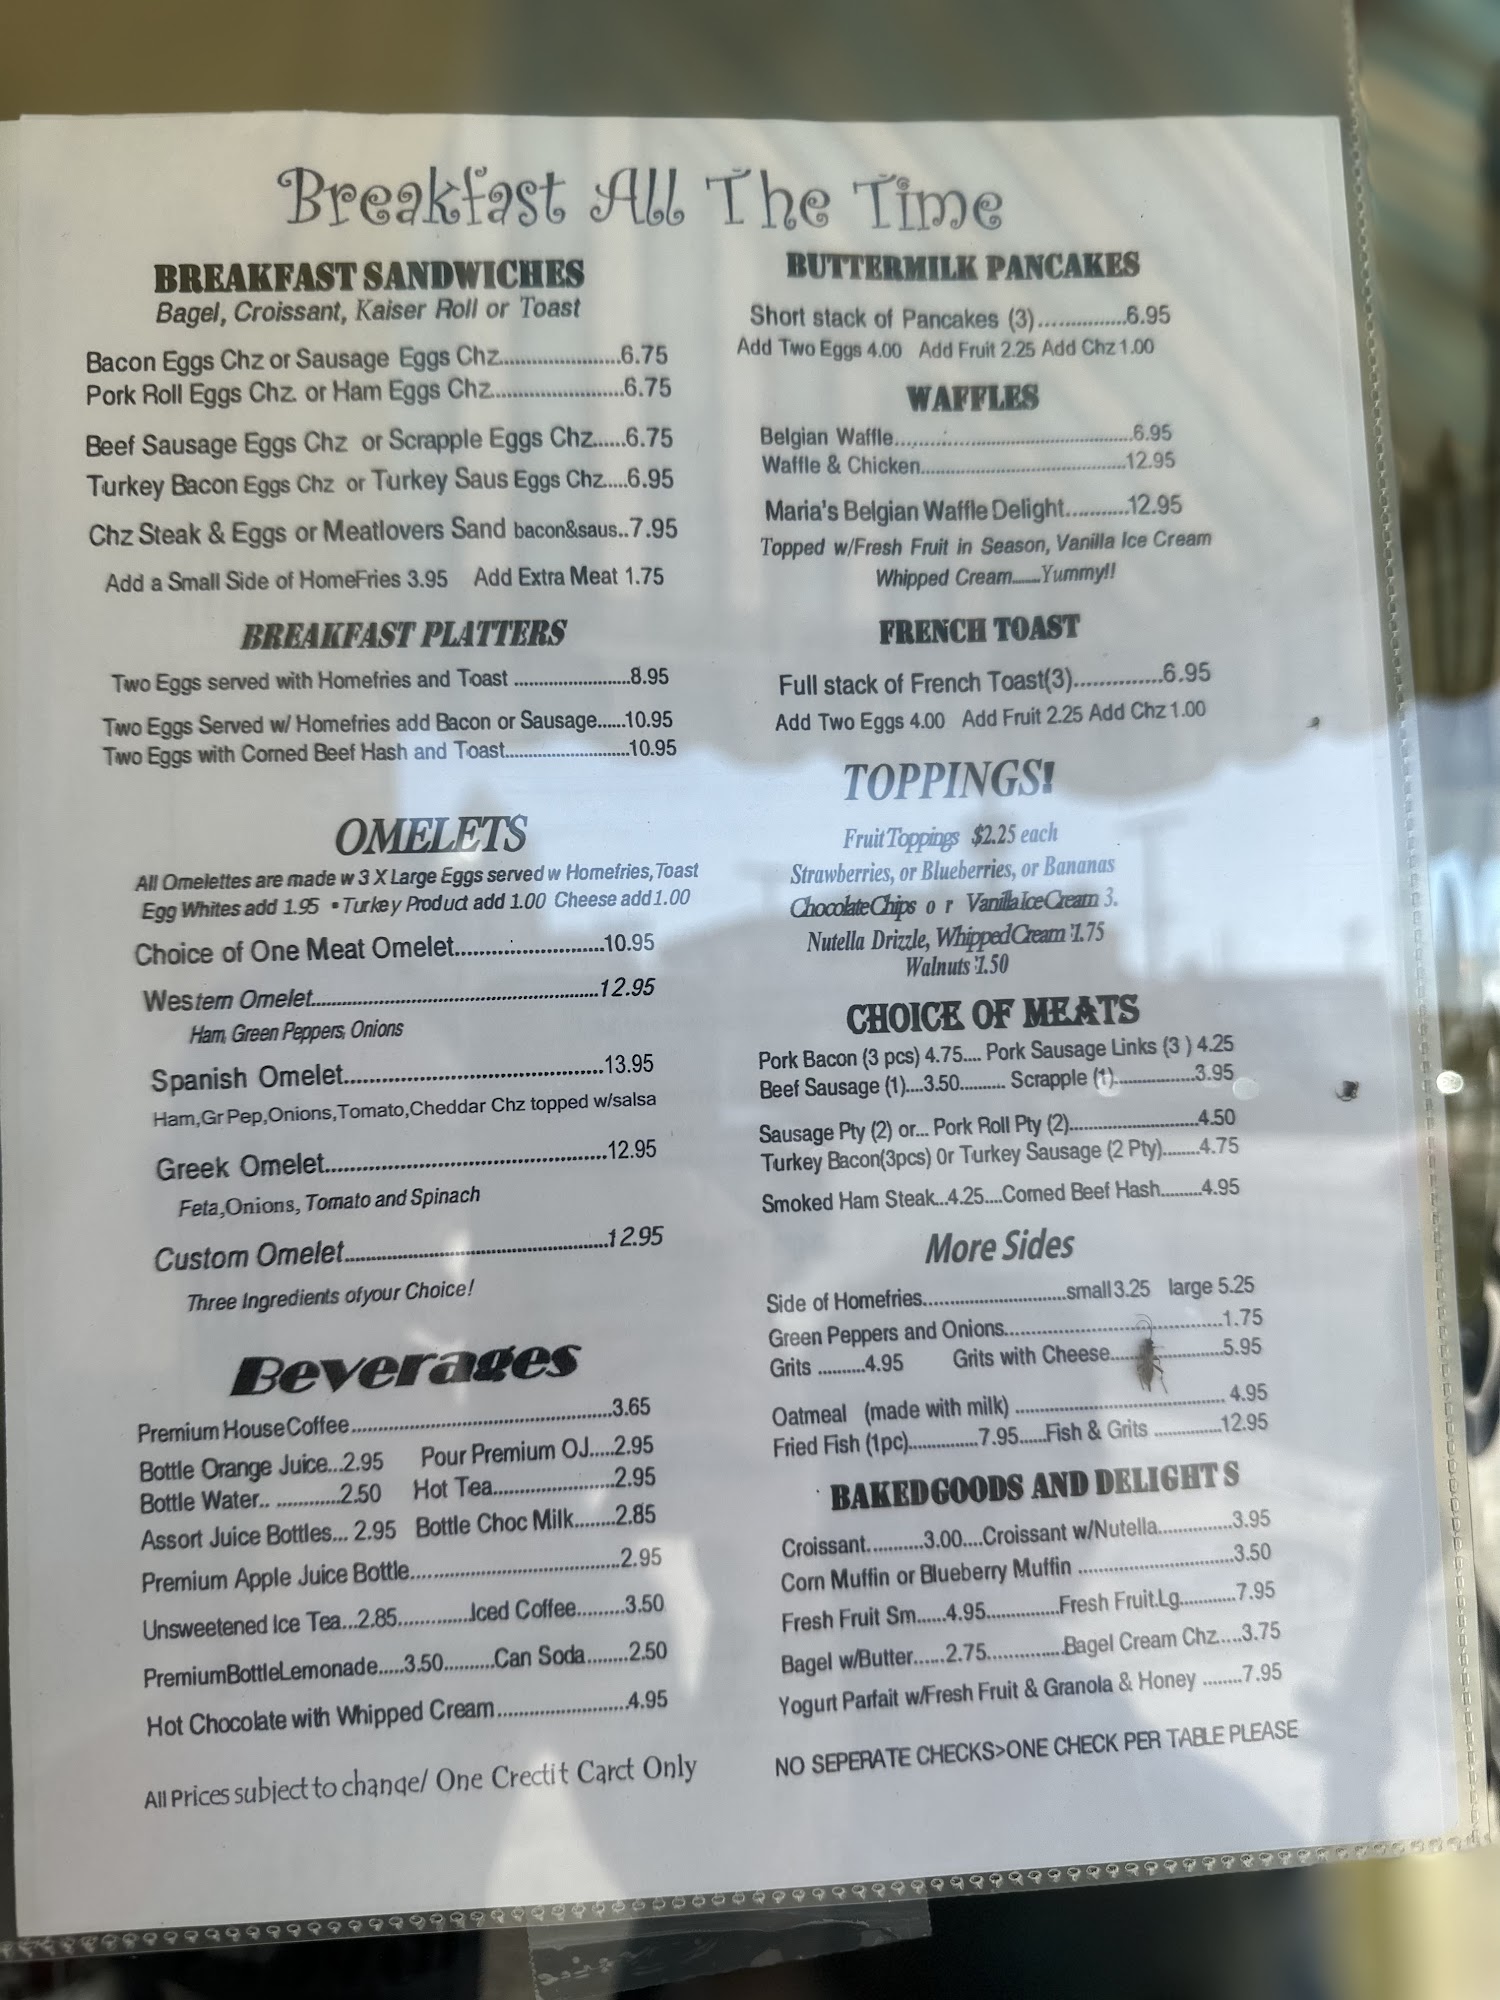 Breakfast All The Time
BREAKFAST SANDWICHES
Bagel, Croissant, Kaiser Roll or Toast
Bacon Eggs Chz or Sausage Eggs Chz......................6.75
Pork Roll Eggs Chz. or Ham Eggs Chz........................6.75
Beef Sausage Eggs Chz or Scrapple Eggs Chz......6.75
Turkey Bacon Eggs Chz or Turkey Saus Eggs Chz.....6.95
Chz Steak & Eggs or Meatlovers Sand bacon&saus..7.95
Add a Small Side of HomeFries 3.95 Add Extra Meat 1.75
BREAKFAST PLATTERS
Two Eggs served with Homefries and Toast ........................8.95
Two Eggs Served w/ Homefries add Bacon or Sausage......10.95
Two Eggs with Corned Beef Hash and Toast..........................10.95
OMELETS
All Omelettes are made w 3 X Large Eggs served w Homefries, Toast
Egg Whites add 1.95 • Turkey Product add 1.00 Cheese add 1.00
Choice of One Meat Omelet..........................10.95
Western Omelet............................................................12.95
Ham, Green Peppers, Onions
Spanish Omelet.............................................13.95
Ham,Gr Pep,Onions,Tomato,Cheddar Chz topped w/salsa
Greek Omelet..................................................12.95
Feta,Onions, Tomato and Spinach
Custom Omelet.................................................12.95
Three Ingredients of your Choice!
Beverages
Premium House Coffee................................................3.65
Bottle Orange Juice...2.95 Pour Premium OJ.....2.95
Bottle Water.. ............2.50 Hot Tea.......................2.95
Assort Juice Bottles... 2.95 Bottle Choc Milk........2.85
Premium Apple Juice Bottle.......................................2.95
Unsweetened Ice Tea...2.85.............Iced Coffee.........3.50
Premium Bottle Lemonade.....3.50..........Can Soda........2.50
Hot Chocolate with Whipped Cream.........................4.95
All Prices subject to change/ One Crectit Carct Only
BUTTERMILK PANCAKES
Short stack of Pancakes (3)................6.95
Add Two Eggs 4.00 Add Fruit 2.25 Add Chz 1.00
WAFFLES
Belgian Waffle..............................................6.95
Waffle & Chicken.......................................12.95
Maria's Belgian Waffle Delight...........12.95
Topped w/Fresh Fruit in Season, Vanilla Ice Cream
Whipped Cream.......Yummy!!
FRENCH TOAST
Full stack of French Toast(3)...............6.95
Add Two Eggs 4.00 Add Fruit 2.25 Add Chz 1.00
TOPPINGS!
Fruit Toppings $2.25 each
Strawberries, or Blueberries, or Bananas
Chocolate Chips o r Vanilla Ice Cream 3.
Nutella Drizzle, Whipped Cream $1.75
Walnuts $1.50
CHOICE OF MEATS
Pork Bacon (3 pcs) 4.75.... Pork Sausage Links (3 ) 4.25
Beef Sausage (1)....3.50.......... Scrapple (1)..................3.95
Sausage Pty (2) or... Pork Roll Pty (2)..........................4.50
Turkey Bacon(3pcs) Or Turkey Sausage (2 Pty)........4.75
Smoked Ham Steak...4.25....Corned Beef Hash.........4.95
More Sides
Side of Homefries...........................small 3.25 large 5.25
Green Peppers and Onions...........................................1.75
Grits ..........4.95 Grits with Cheese......................5.95
Oatmeal (made with milk) ........................................ 4.95
Fried Fish (1pc)..............7.95.....Fish & Grits .............12.95
BAKED GOODS AND DELIGHTS
Croissant...........3.00....Croissant w/Nutella...............3.95
Corn Muffin or Blueberry Muffin ..............................3.50
Fresh Fruit Sm......4.95...............Fresh Fruit.Lg...........7.95
Bagel w/Butter......2.75................Bagel Cream Chz....3.75
Yogurt Parfait w/Fresh Fruit & Granola & Honey ........7.95
NO SEPERATE CHECKS>ONE CHECK PER TABLE PLEASE